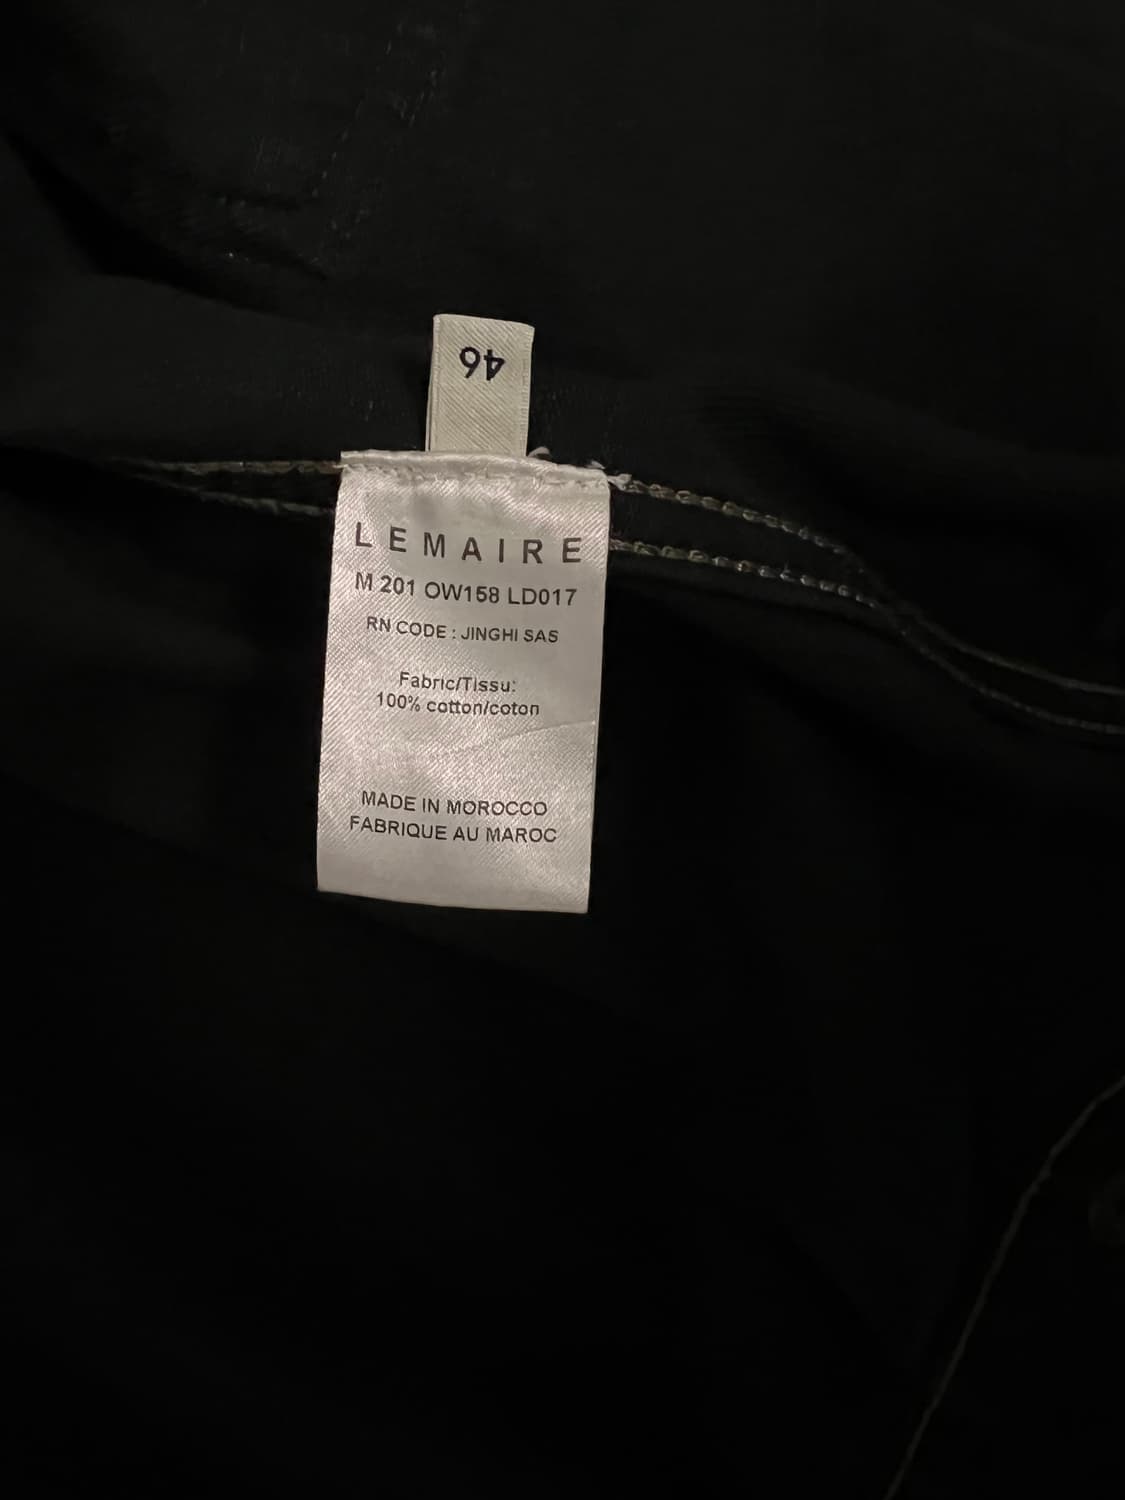 46
LEMAIRE
M 201 OW158 LD017
RN CODE : JINGHI SAS
Fabric/Tissu:
100% cotton/coton
MADE IN MOROCCO
FABRIQUE AU MAROC